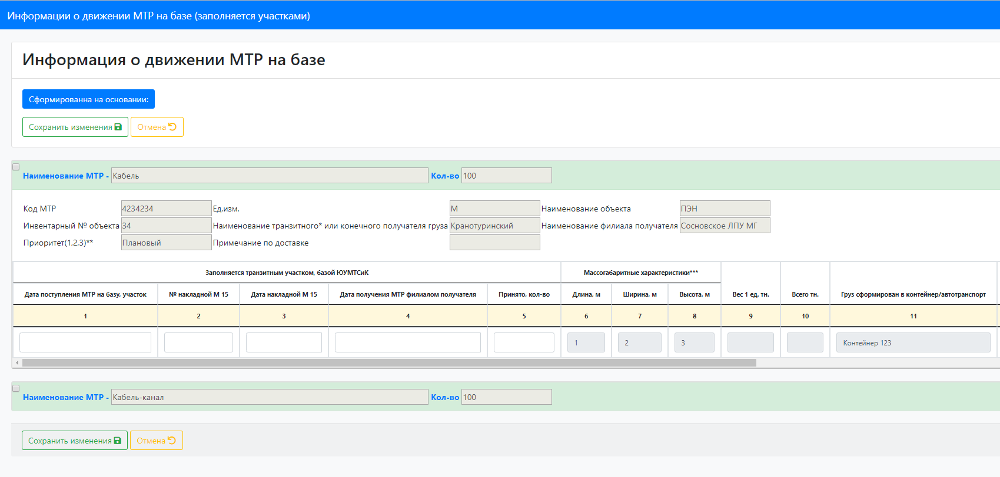 Информации о движении МТР на базе (заполняется участками)
Информация о движении МТР на базе
Сформированна на основании:
Сохранить изменения Отмена
Наименование МТР - Кабель Кол-во 100
Код МТР 4234234 Ед.изм. М Наименование объекта ПЭН
Инвентарный № объекта 34 Наименование транзитного* или конечного получателя груза Кранотуринский Наименование филиала получателя Сосновское ЛПУ МГ
Приоритет(1,2,3)** Плановый Примечание по доставке
Заполняется транзитным участком, базой ЮУМТСиК Массогабаритные характеристики***
Дата поступления МТР на базу, участок № накладной М 15 Дата накладной М 15 Дата получения МТР филиалом получателя Принято, кол-во Длина, м Ширина, м Высота, м Вес 1 ед. тн. Всего тн. Груз сформирован в контейнер/автотранспорт
1 2 3 4 5 6 7 8 9 10 11
1 2 3 Контейнер 123
Наименование МТР - Кабель-канал Кол-во 100
Сохранить изменения Отмена